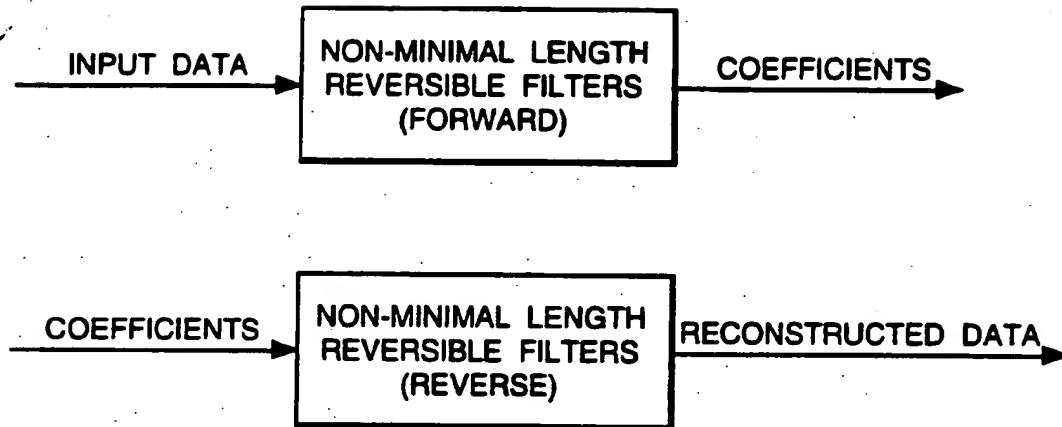 INPUT DATA
NON-MINIMAL LENGTH
REVERSIBLE FILTERS
(FORWARD)
COEFFICIENTS
COEFFICIENTS
NON-MINIMAL LENGTH
REVERSIBLE FILTERS
(REVERSE)
RECONSTRUCTED DATA